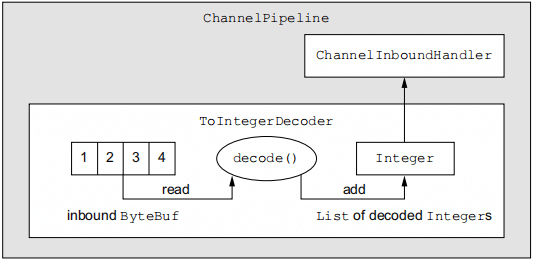 ChannelPipeline
ChannelInboundHandler
ToIntegerDecoder
1 2 3 4
decode()
Integer
read
add
inbound ByteBuf
List of decoded Integers